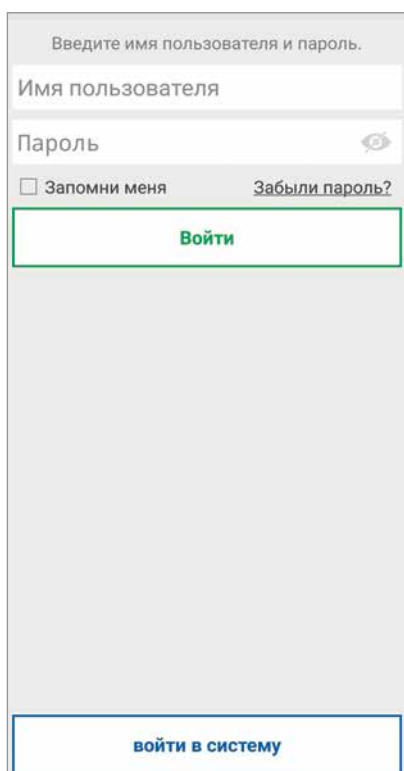 Введите имя пользователя и пароль.
Имя пользователя
Пароль
Запомни меня
Забыли пароль?
Войти
войти в систему